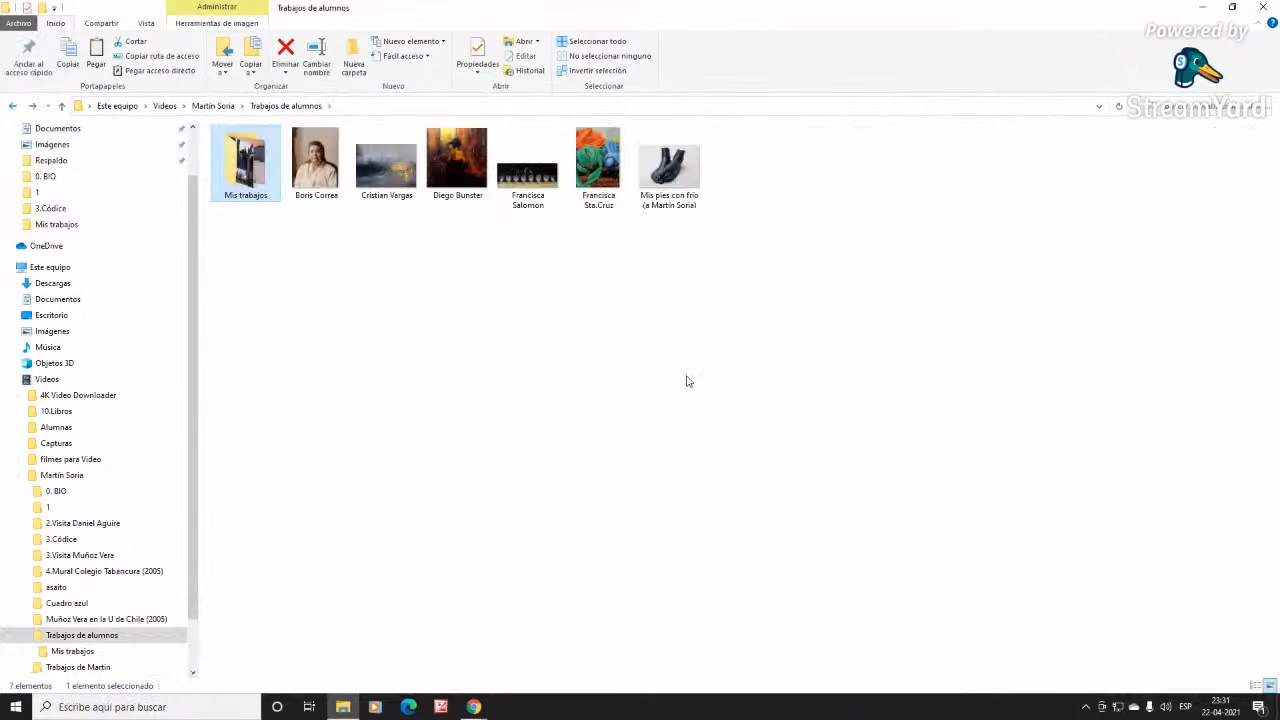 Administrar
Trabajos de alumnos
Archivo
Inicio
Compartir
Vista
Herramientas de imagen
Andar al
acceso rápido
Copiar
Pegar
Cortar
Copiar ruta de acceso
Pegar acceso directo
Portapapeles
Mover
a
Copiar
a
Eliminar
Cambiar
nombre
Organizar
Nueva
carpeta
Nuevo elemento
Fácil acceso
Nuevo
Propiedades
Abrir
Editar
Historial
Abrir
Seleccionar todo
No seleccionar ninguno
Invertir selección
Seleccionar
Powered by
StreamYard
Este equipo
Videos
Martín Soria
Trabajos de alumnos
Documentos
Imágenes
Respaldo
0. BIO
1
3.Códice
Mis trabajos
OneDrive
Este equipo
Descargas
Documentos
Escritorio
Imágenes
Música
Objetos 3D
Videos
4K Video Downloader
10.Libros
Alumnas
Capturas
filmes para Video
Martín Soria
0. BIO
1
2.Visita Daniel Aguire
3.Códice
3.Visita Muñoz Vera
4.Mural Colegio Tabancura (2005)
asaito
Cuadro azul
Muñoz Vera en la U de Chile (2005)
Trabajos de alumnos
Mis trabajos
Trabajos de Martin
Mis trabajos
Boris Correa
Cristian Vargas
Diego Bunster
Francisca
Salomon
Francisca
Sta.Cruz
Mis pies con frío
(a Martín Soria)
7 elementos
1 elemento seleccionado
Escribe aquí para buscar
ESP
23:31
22-04-2021